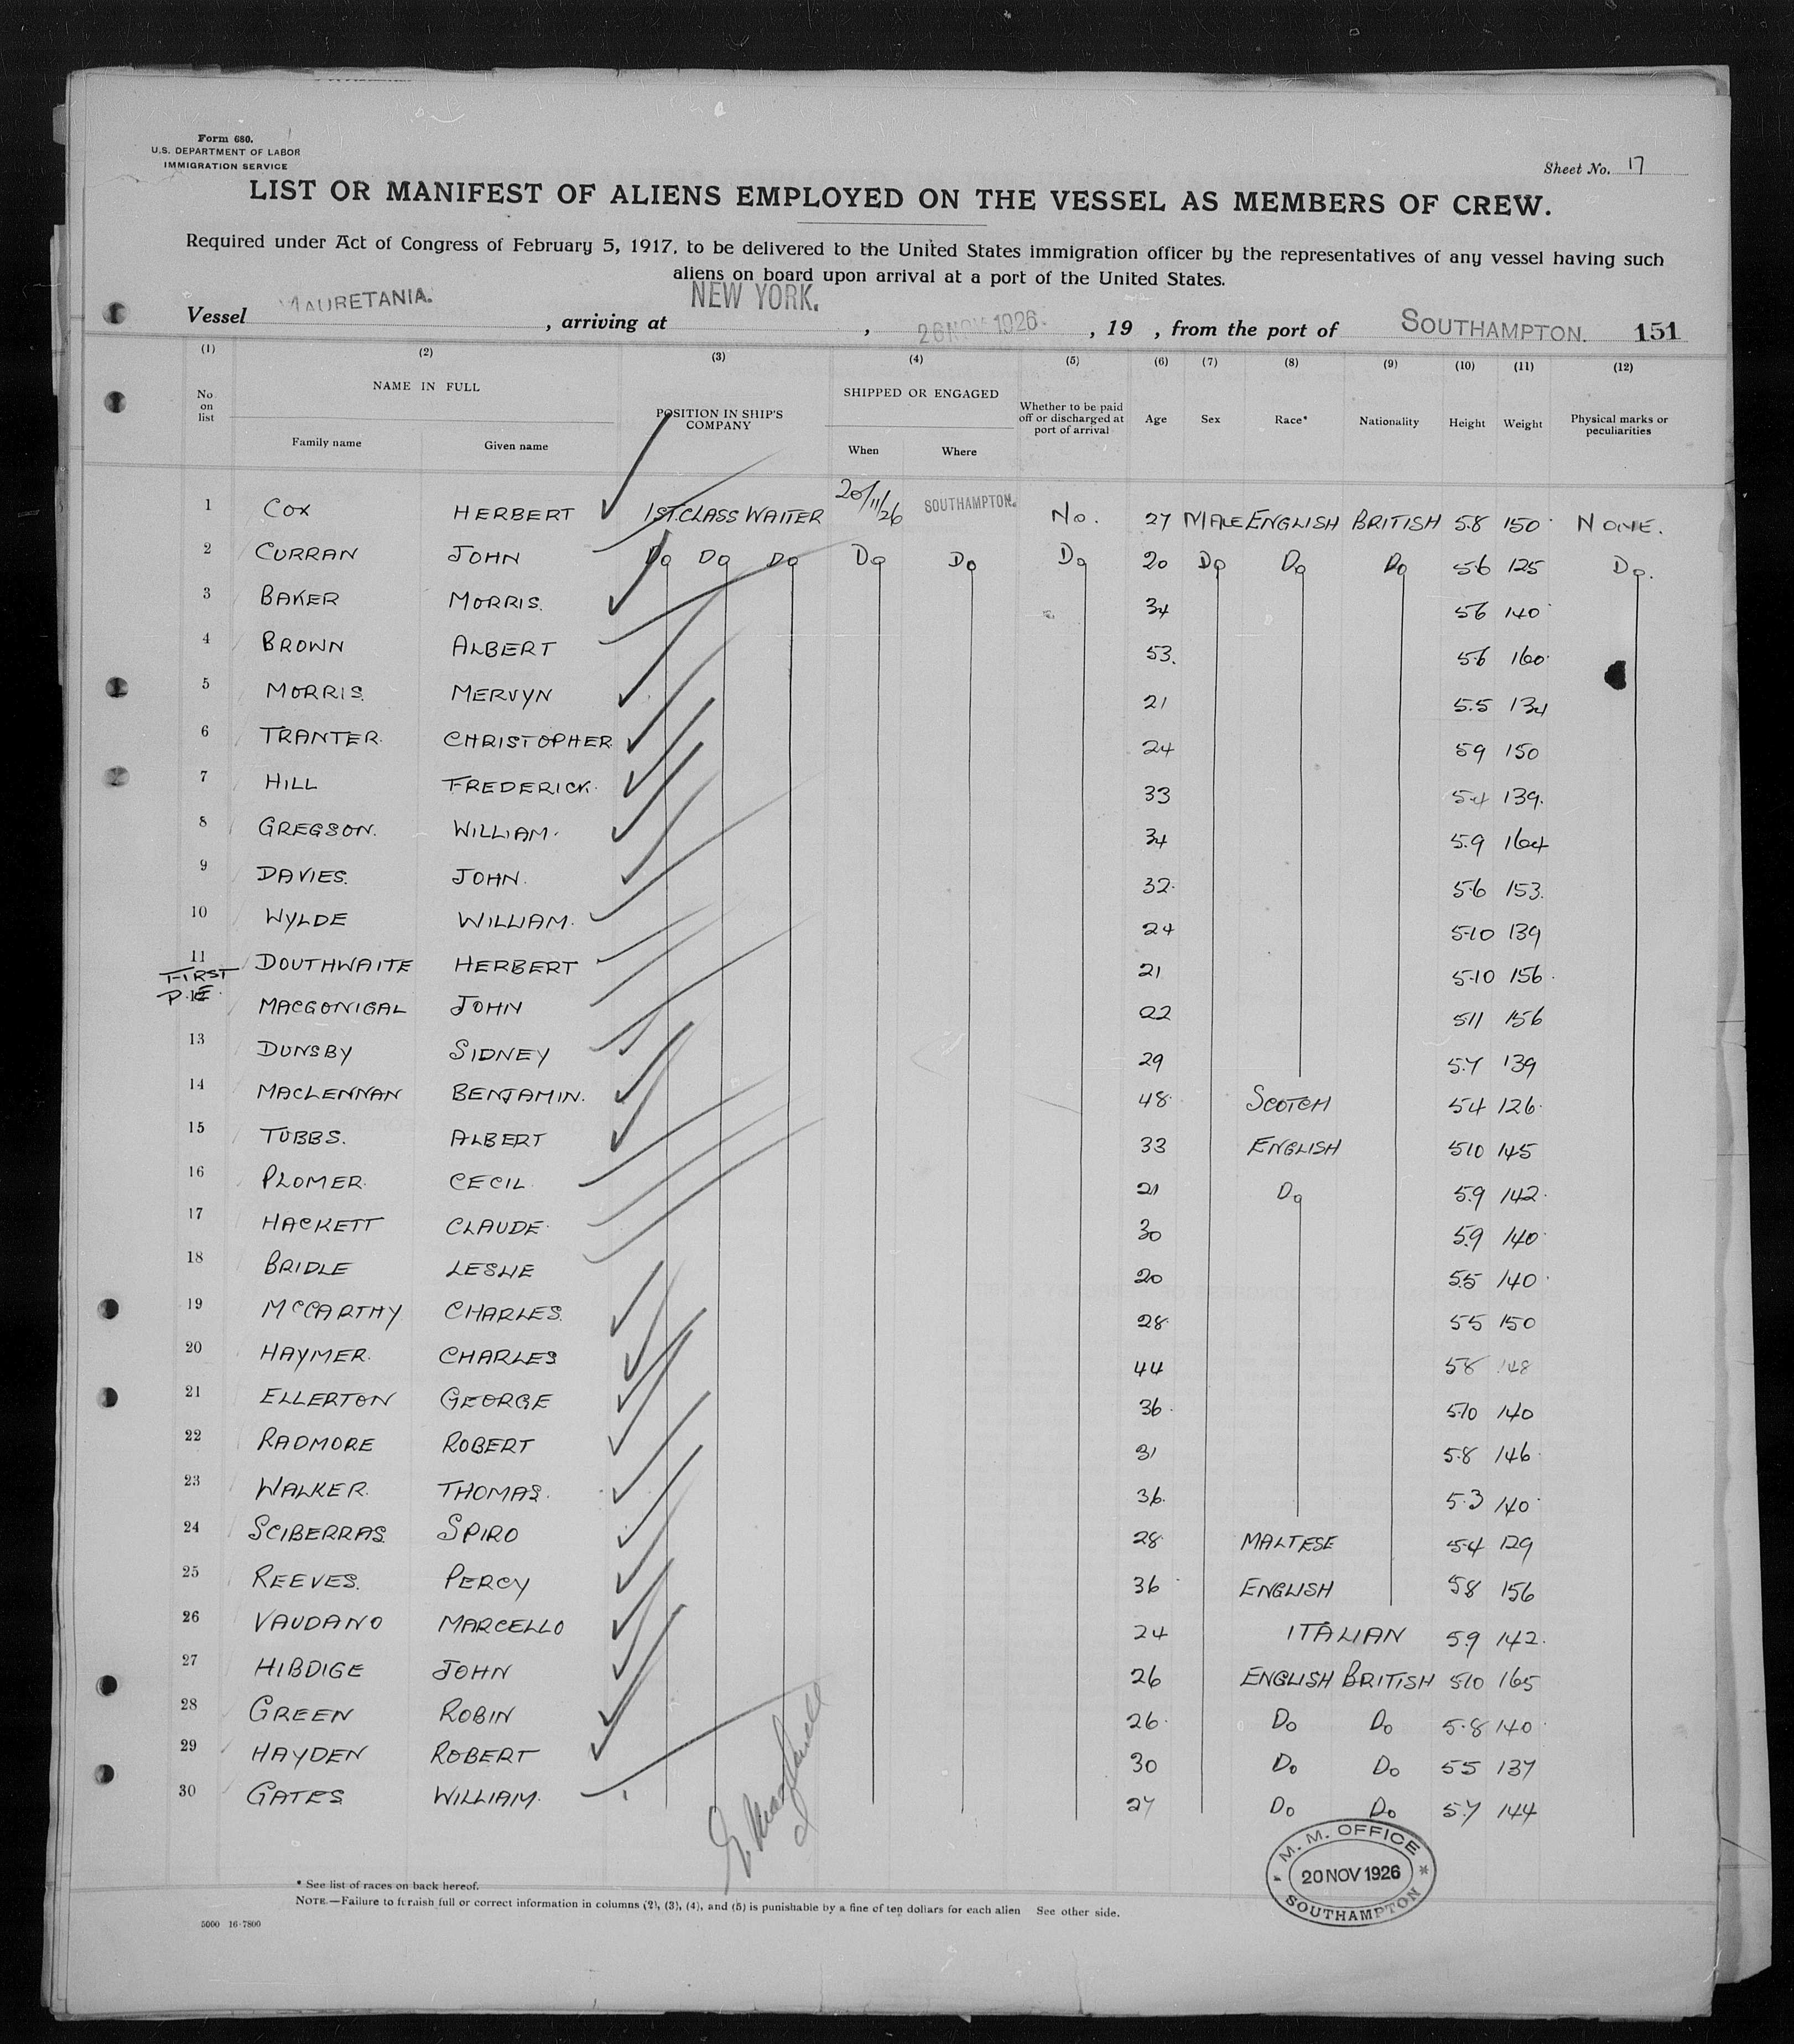 Form 680.
U.S. DEPARTMENT OF LABOR
IMMIGRATION SERVICE
Sheet No. 17
LIST OR MANIFEST OF ALIENS EMPLOYED ON THE VESSEL AS MEMBERS OF CREW.
Required under Act of Congress of February 5, 1917, to be delivered to the United States immigration officer by the representatives of any vessel having such
aliens on board upon arrival at a port of the United States.
Vessel MAURETANIA. , arriving at NEW YORK. , 26 NOV 1926 , 19 , from the port of SOUTHAMPTON. 151
(1) (2) (3) (4) (5) (6) (7) (8) (9) (10) (11) (12)
No on list NAME IN FULL Family name Given name POSITION IN SHIP'S COMPANY SHIPPED OR ENGAGED When Where Whether to be paid off or discharged at port of arrival Age Sex Race* Nationality Height Weight Physical marks or peculiarities
1 COX HERBERT 1ST. CLASS WAITER 20/11/26 SOUTHAMPTON. No. 27 MALE ENGLISH BRITISH 5.8 150 NONE.
2 CURRAN JOHN Do Do Do Do Do Do 20 Do Do Do 5.6 125 Do.
3 BAKER MORRIS. 34 5.6 140
4 BROWN ALBERT 53. 5.6 160
5 MORRIS. MERVYN 21 5.5 134
6 TRANTER. CHRISTOPHER. 24 5.9 150
7 HILL FREDERICK. 33 5.4 139.
8 GREGSON. WILLIAM. 34 5.9 164
9 DAVIES. JOHN. 32. 5.6 153.
10 WYLDE WILLIAM. 24 5.10 139
11 DOUTHWAITE HERBERT 21 5.10 156.
FIRST
P.E.
12 MACGONIGAL JOHN 22 5.11 156
13 DUNSBY SIDNEY 29 5.7 139
14 MACLENNAN BENJAMIN. 48. SCOTCH 5.4 126.
15 TUBBS. ALBERT 33 ENGLISH 5.10 145
16 PLOMER. CECIL. 21 Do 5.9 142.
17 HACKETT CLAUDE. 30 5.9 140.
18 BRIDLE LESLIE 20 5.5 140.
19 McCARTHY CHARLES. 28. 5.5 150
20 HAYMER. CHARLES 44 5.8 148
21 ELLERTON GEORGE 36. 5.10 140
22 RADMORE ROBERT 31 5.8 146.
23 WALKER. THOMAS. 36. 5.3 140.
24 SCIBERRAS. SPIRO 28. MALTESE 5.4 129
25 REEVES. PERCY 36. ENGLISH 5.8 156
26 VAUDANO MARCELLO 24 ITALIAN 5.9 142.
27 HIBDIGE JOHN 26 ENGLISH BRITISH 5.10 165
28 GREEN ROBIN 26. Do Do 5.8 140.
29 HAYDEN ROBERT 30 Do Do 5.5 137
30 GATES WILLIAM. 27 Do Do 5.7 144
M. M. OFFICE
20 NOV 1926
SOUTHAMPTON
* See list of races on back hereof.
NOTE.—Failure to furnish full or correct information in columns (2), (3), (4), and (5) is punishable by a fine of ten dollars for each alien See other side.
5000 16-7800